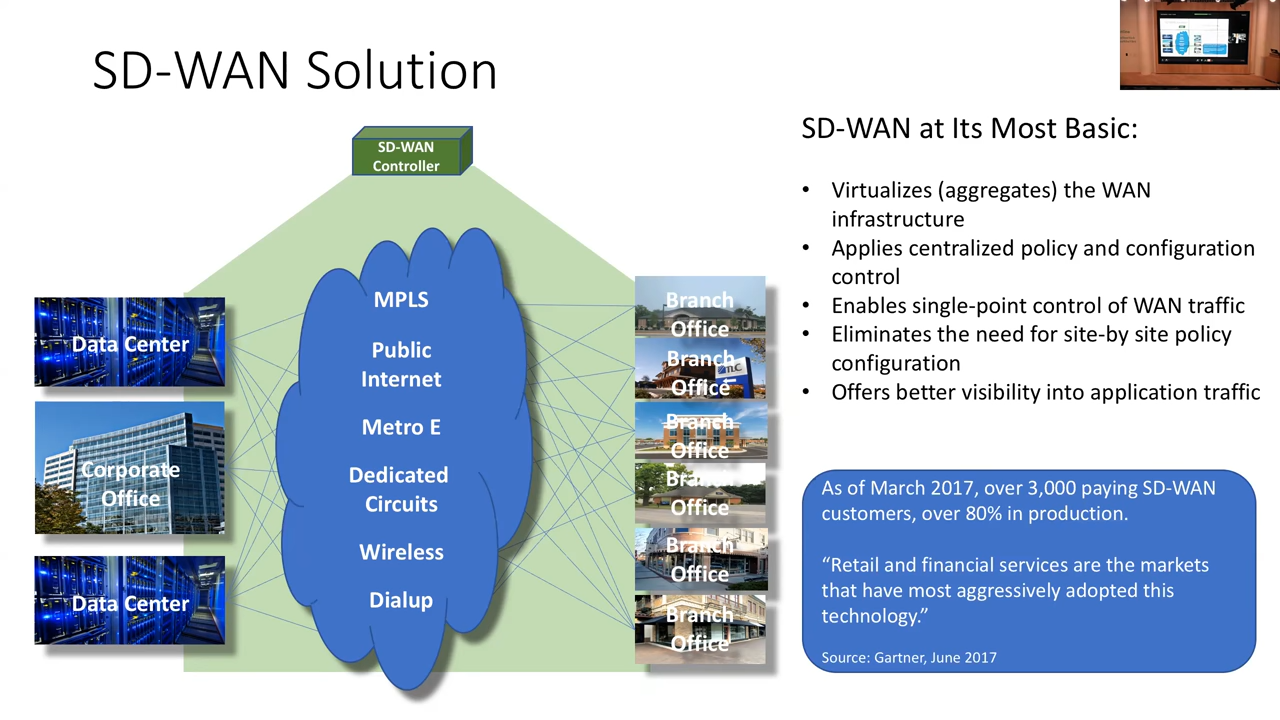 SD-WAN Solution
SD-WAN
Controller
MPLS
Public
Internet
Metro E
Dedicated
Circuits
Wireless
Dialup
Data Center
Corporate
Office
Data Center
Branch
Office
Branch
Office
Branch
Office
Branch
Office
Branch
Office
Branch
Office
SD-WAN at Its Most Basic:
• Virtualizes (aggregates) the WAN
infrastructure
• Applies centralized policy and configuration
control
• Enables single-point control of WAN traffic
• Eliminates the need for site-by site policy
configuration
• Offers better visibility into application traffic
As of March 2017, over 3,000 paying SD-WAN
customers, over 80% in production.
“Retail and financial services are the markets
that have most aggressively adopted this
technology.”
Source: Gartner, June 2017